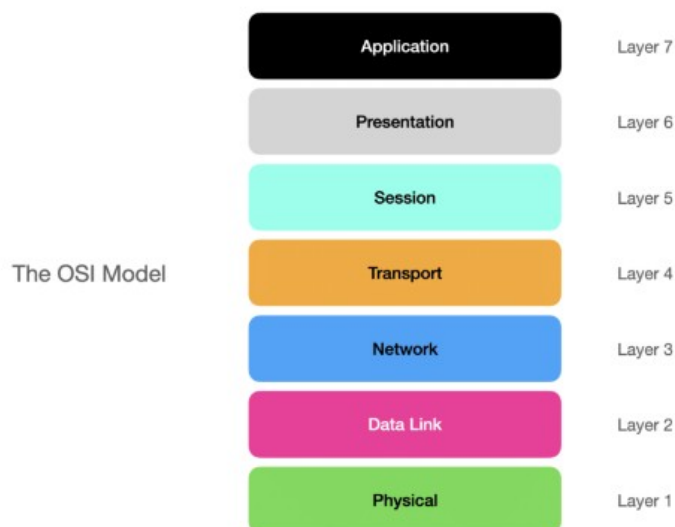 Application Layer 7
Presentation Layer 6
Session Layer 5
The OSI Model Transport Layer 4
Network Layer 3
Data Link Layer 2
Physical Layer 1